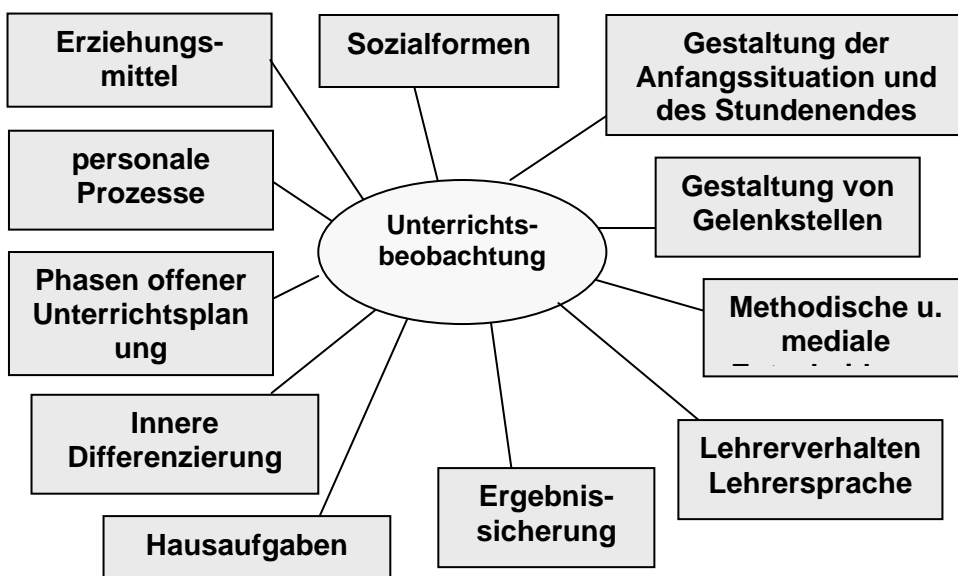 Erziehungs-
mittel
Sozialformen
Gestaltung der
Anfangssituation und
des Stundenendes
personale
Prozesse
Gestaltung von
Gelenkstellen
Unterrichts-
beobachtung
Phasen offener
Unterrichtsplan
ung
Methodische u.
mediale
Innere
Differenzierung
Lehrerverhalten
Lehrersprache
Ergebnis-
sicherung
Hausaufgaben